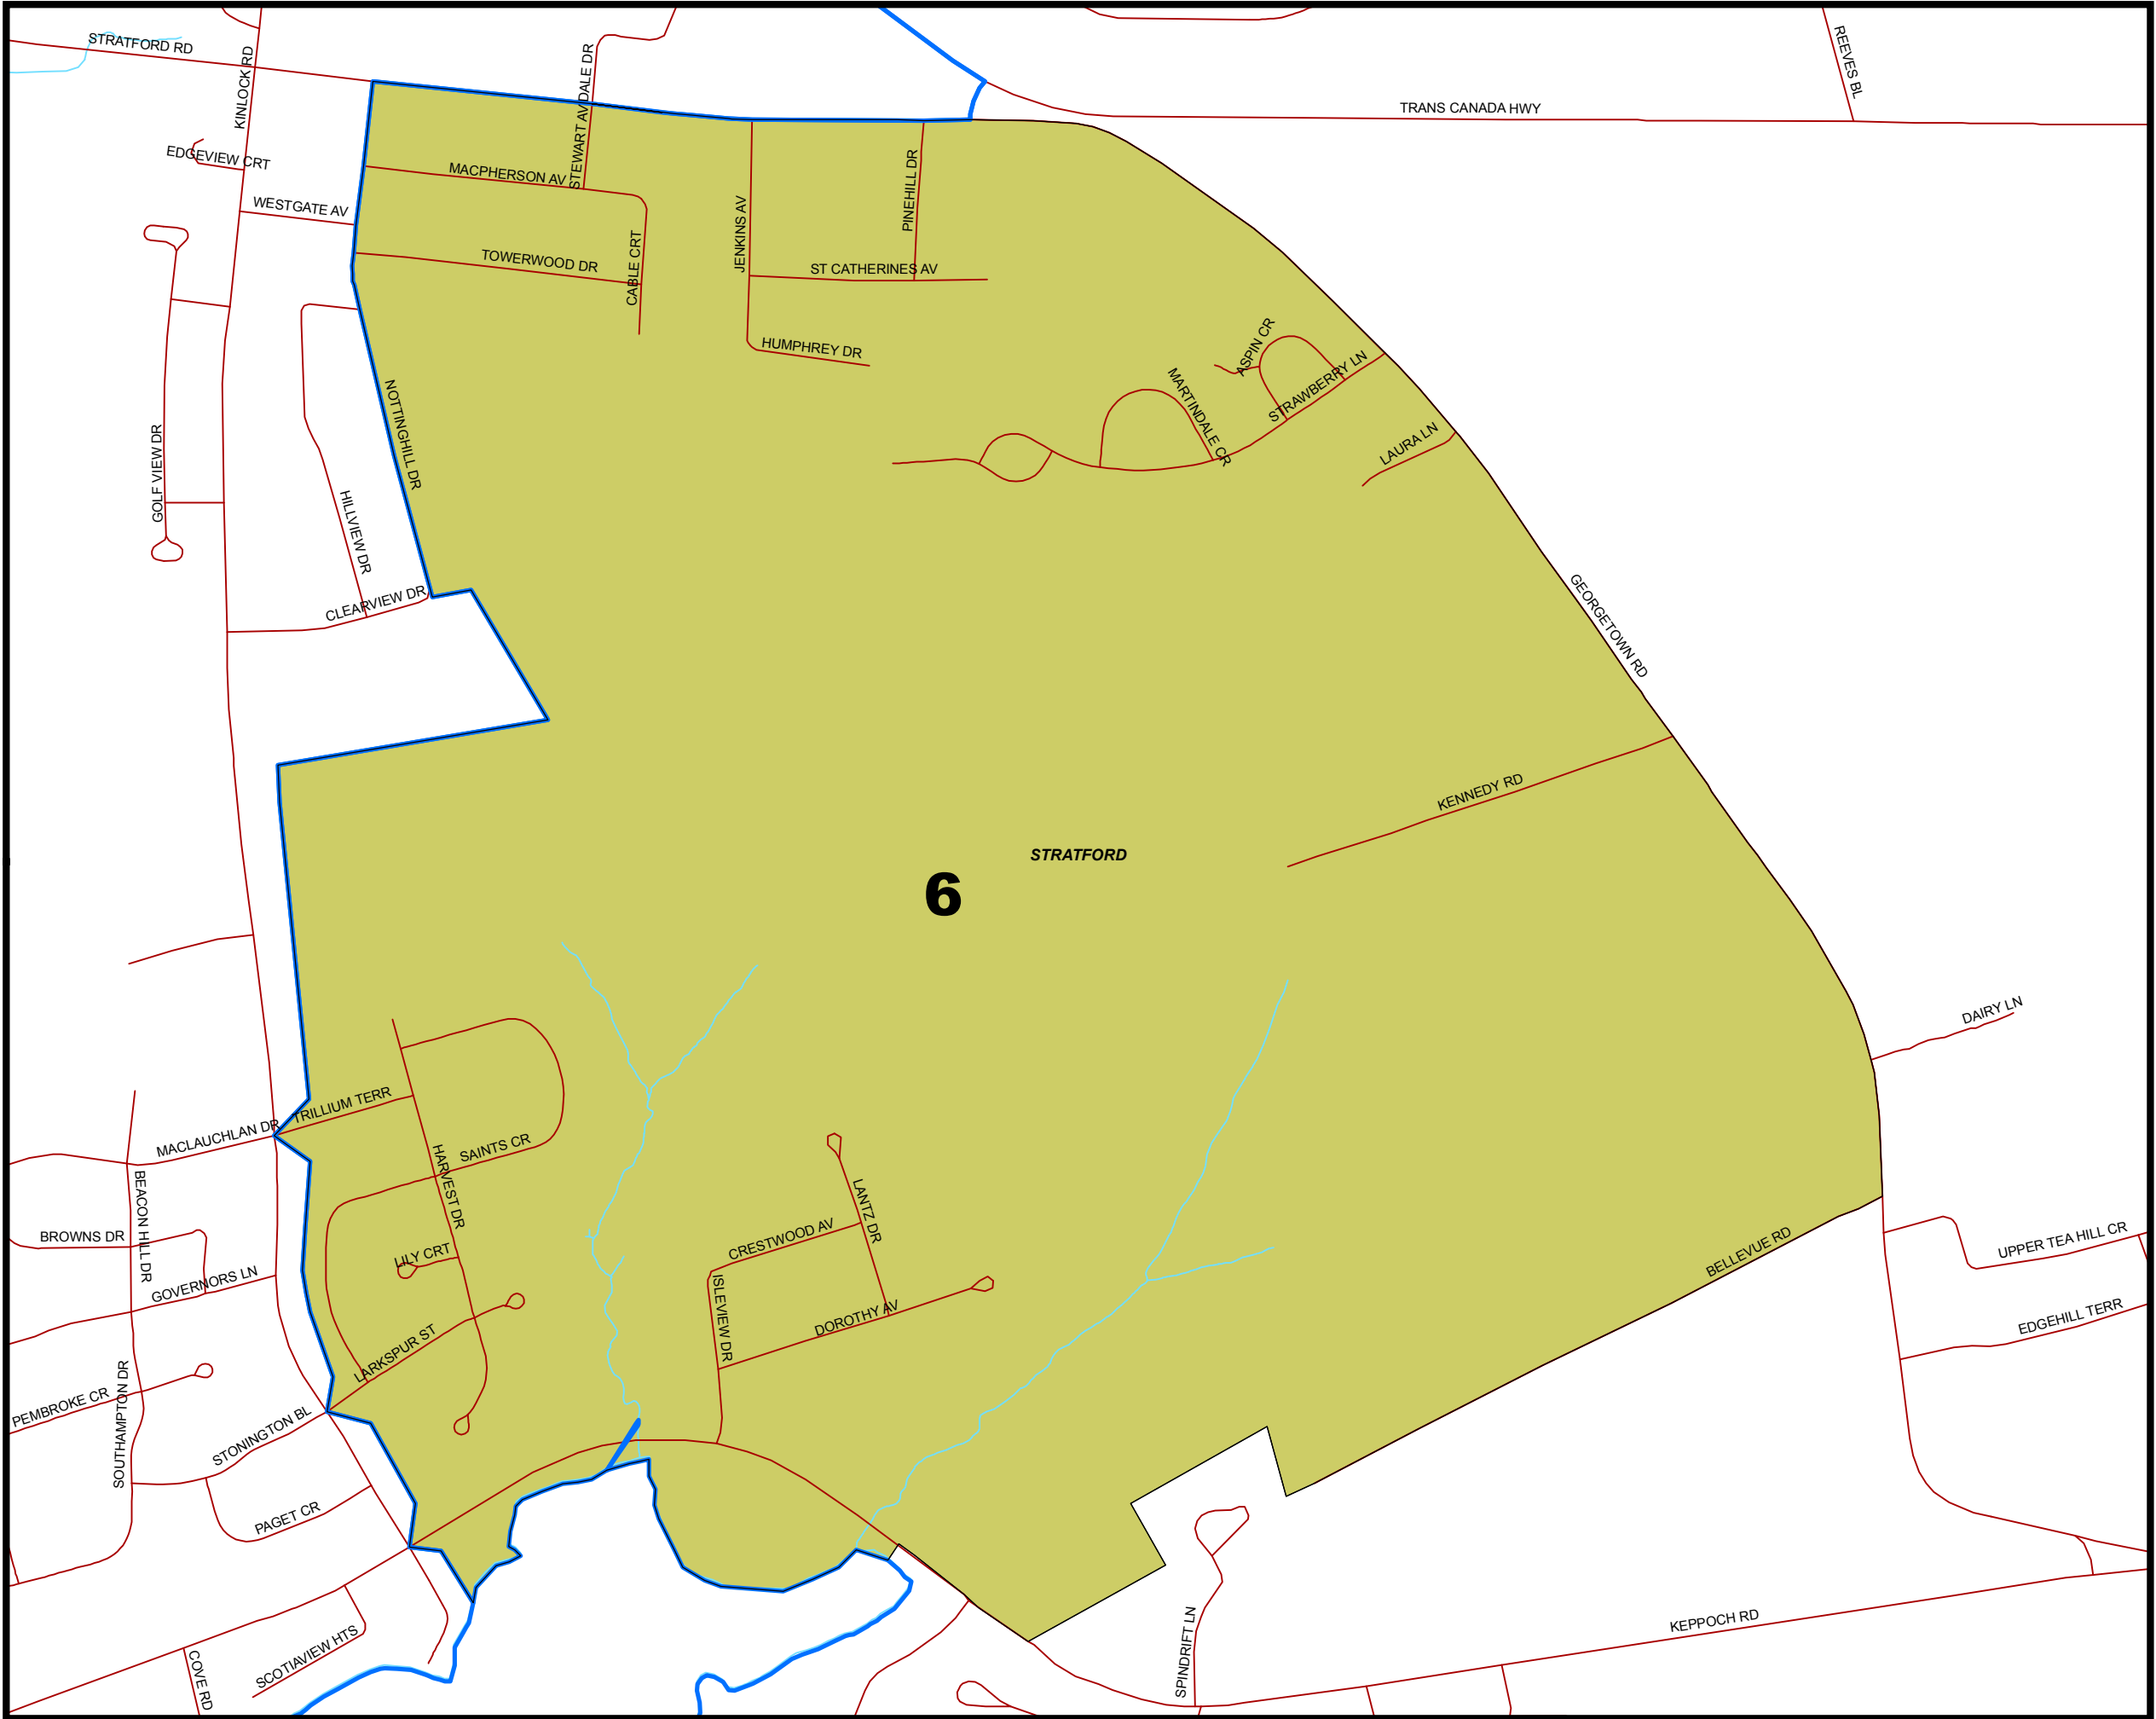 STRATFORD RD
KINLOCK RD
STEWART AV
DALE DR
REEVES BL
TRANS CANADA HWY
EDGEVIEW CRT
MACPHERSON AV
PINEHILL DR
WESTGATE AV
JENKINS AV
TOWERWOOD DR
CABLE CRT
ST CATHERINES AV
HUMPHREY DR
ASPIN CR
MARTINDALE CR
STRAWBERRY LN
NOTTINGHILL DR
LAURA LN
GOLF VIEW DR
HILLVIEW DR
CLEARVIEW DR
GEORGETOWN RD
KENNEDY RD
STRATFORD
6
DAIRY LN
TRILLIUM TERR
MACLAUCHLAN DR
SAINTS CR
HARVEST DR
BEACON HILL DR
LANTZ DR
BROWNS DR
CRESTWOOD AV
LILY CRT
UPPER TEA HILL CR
BELLEVUE RD
GOVERNORS LN
ISLEVIEW DR
DOROTHY AV
EDGEHILL TERR
LARKSPUR ST
PEMBROKE CR
SOUTHAMPTON DR
STONINGTON BL
PAGET CR
KEPPOCH RD
SPINDRIFT LN
SCOTIAVIEW HTS
COVE RD